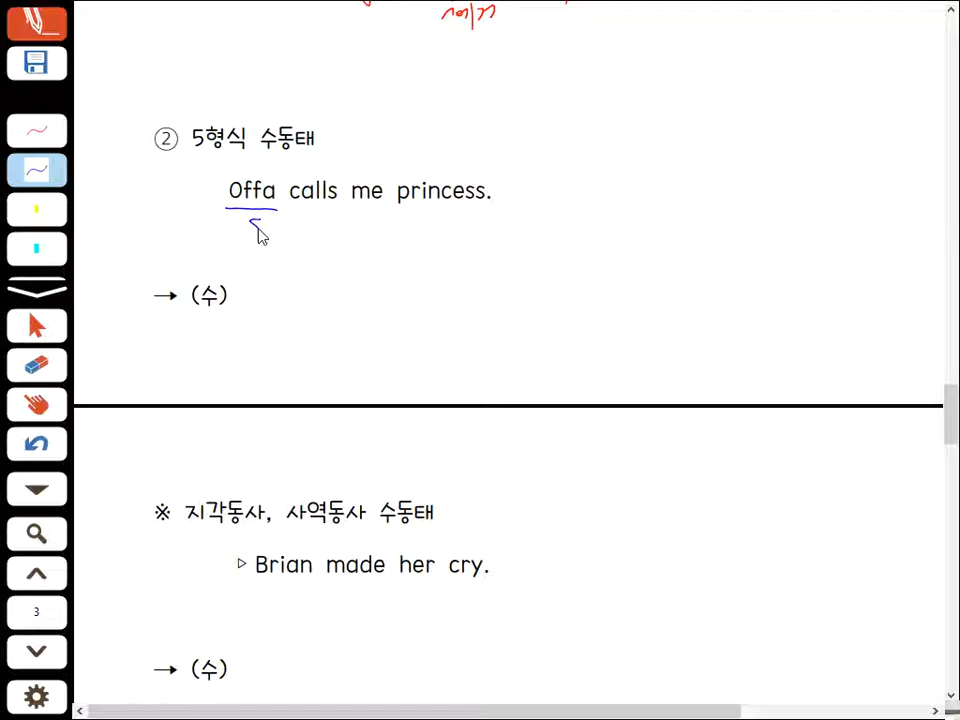 ② 5형식 수동태
Offa calls me princess.
→ (수)
※ 지각동사, 사역동사 수동태
▷ Brian made her cry.
→ (수)
3